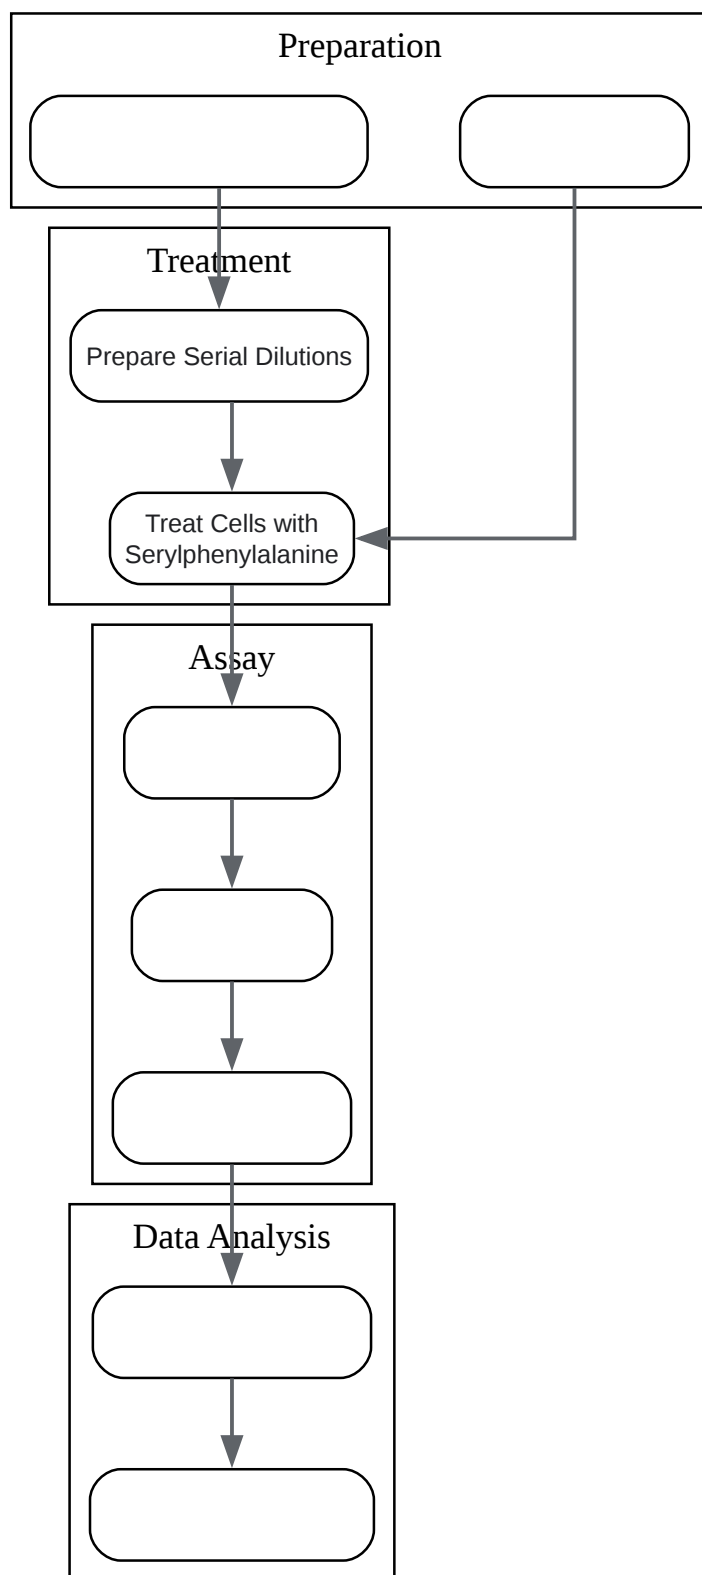 Preparation
Treatment
Prepare Serial Dilutions
Treat Cells with
Serylphenylalanine
Assay
Data Analysis